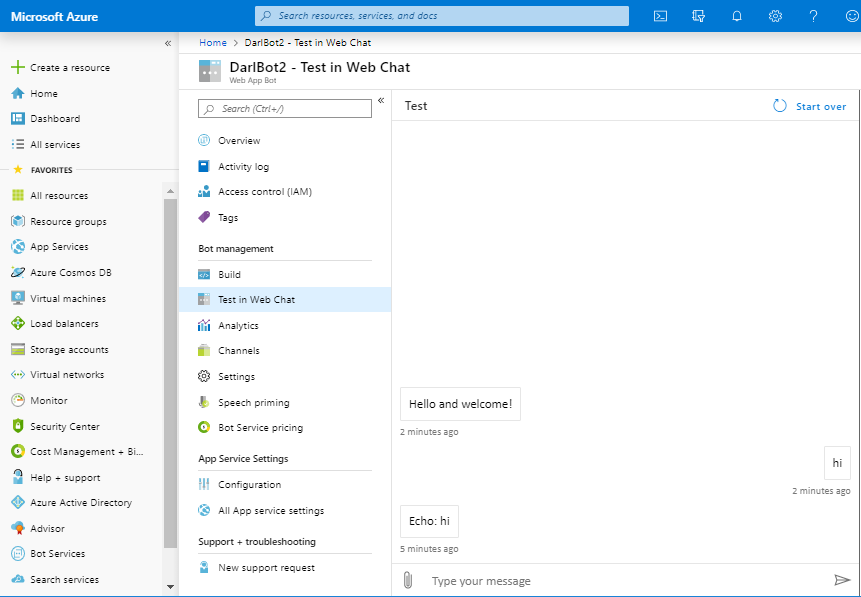 Microsoft Azure
Search resources, services, and docs
?
«
Create a resource
Home
Dashboard
All services
FAVORITES
All resources
Resource groups
App Services
Azure Cosmos DB
Virtual machines
Load balancers
Storage accounts
Virtual networks
Monitor
Security Center
Cost Management + Bi...
Help + support
Azure Active Directory
Advisor
Bot Services
Search services
Home > DarlBot2 - Test in Web Chat
DarlBot2 - Test in Web Chat
Web App Bot
Search (Ctrl+/)
«
Overview
Activity log
Access control (IAM)
Tags
Bot management
Build
Test in Web Chat
Analytics
Channels
Settings
Speech priming
Bot Service pricing
App Service Settings
Configuration
All App service settings
Support + troubleshooting
New support request
Test
Start over
Hello and welcome!
2 minutes ago
hi
2 minutes ago
Echo: hi
5 minutes ago
Type your message